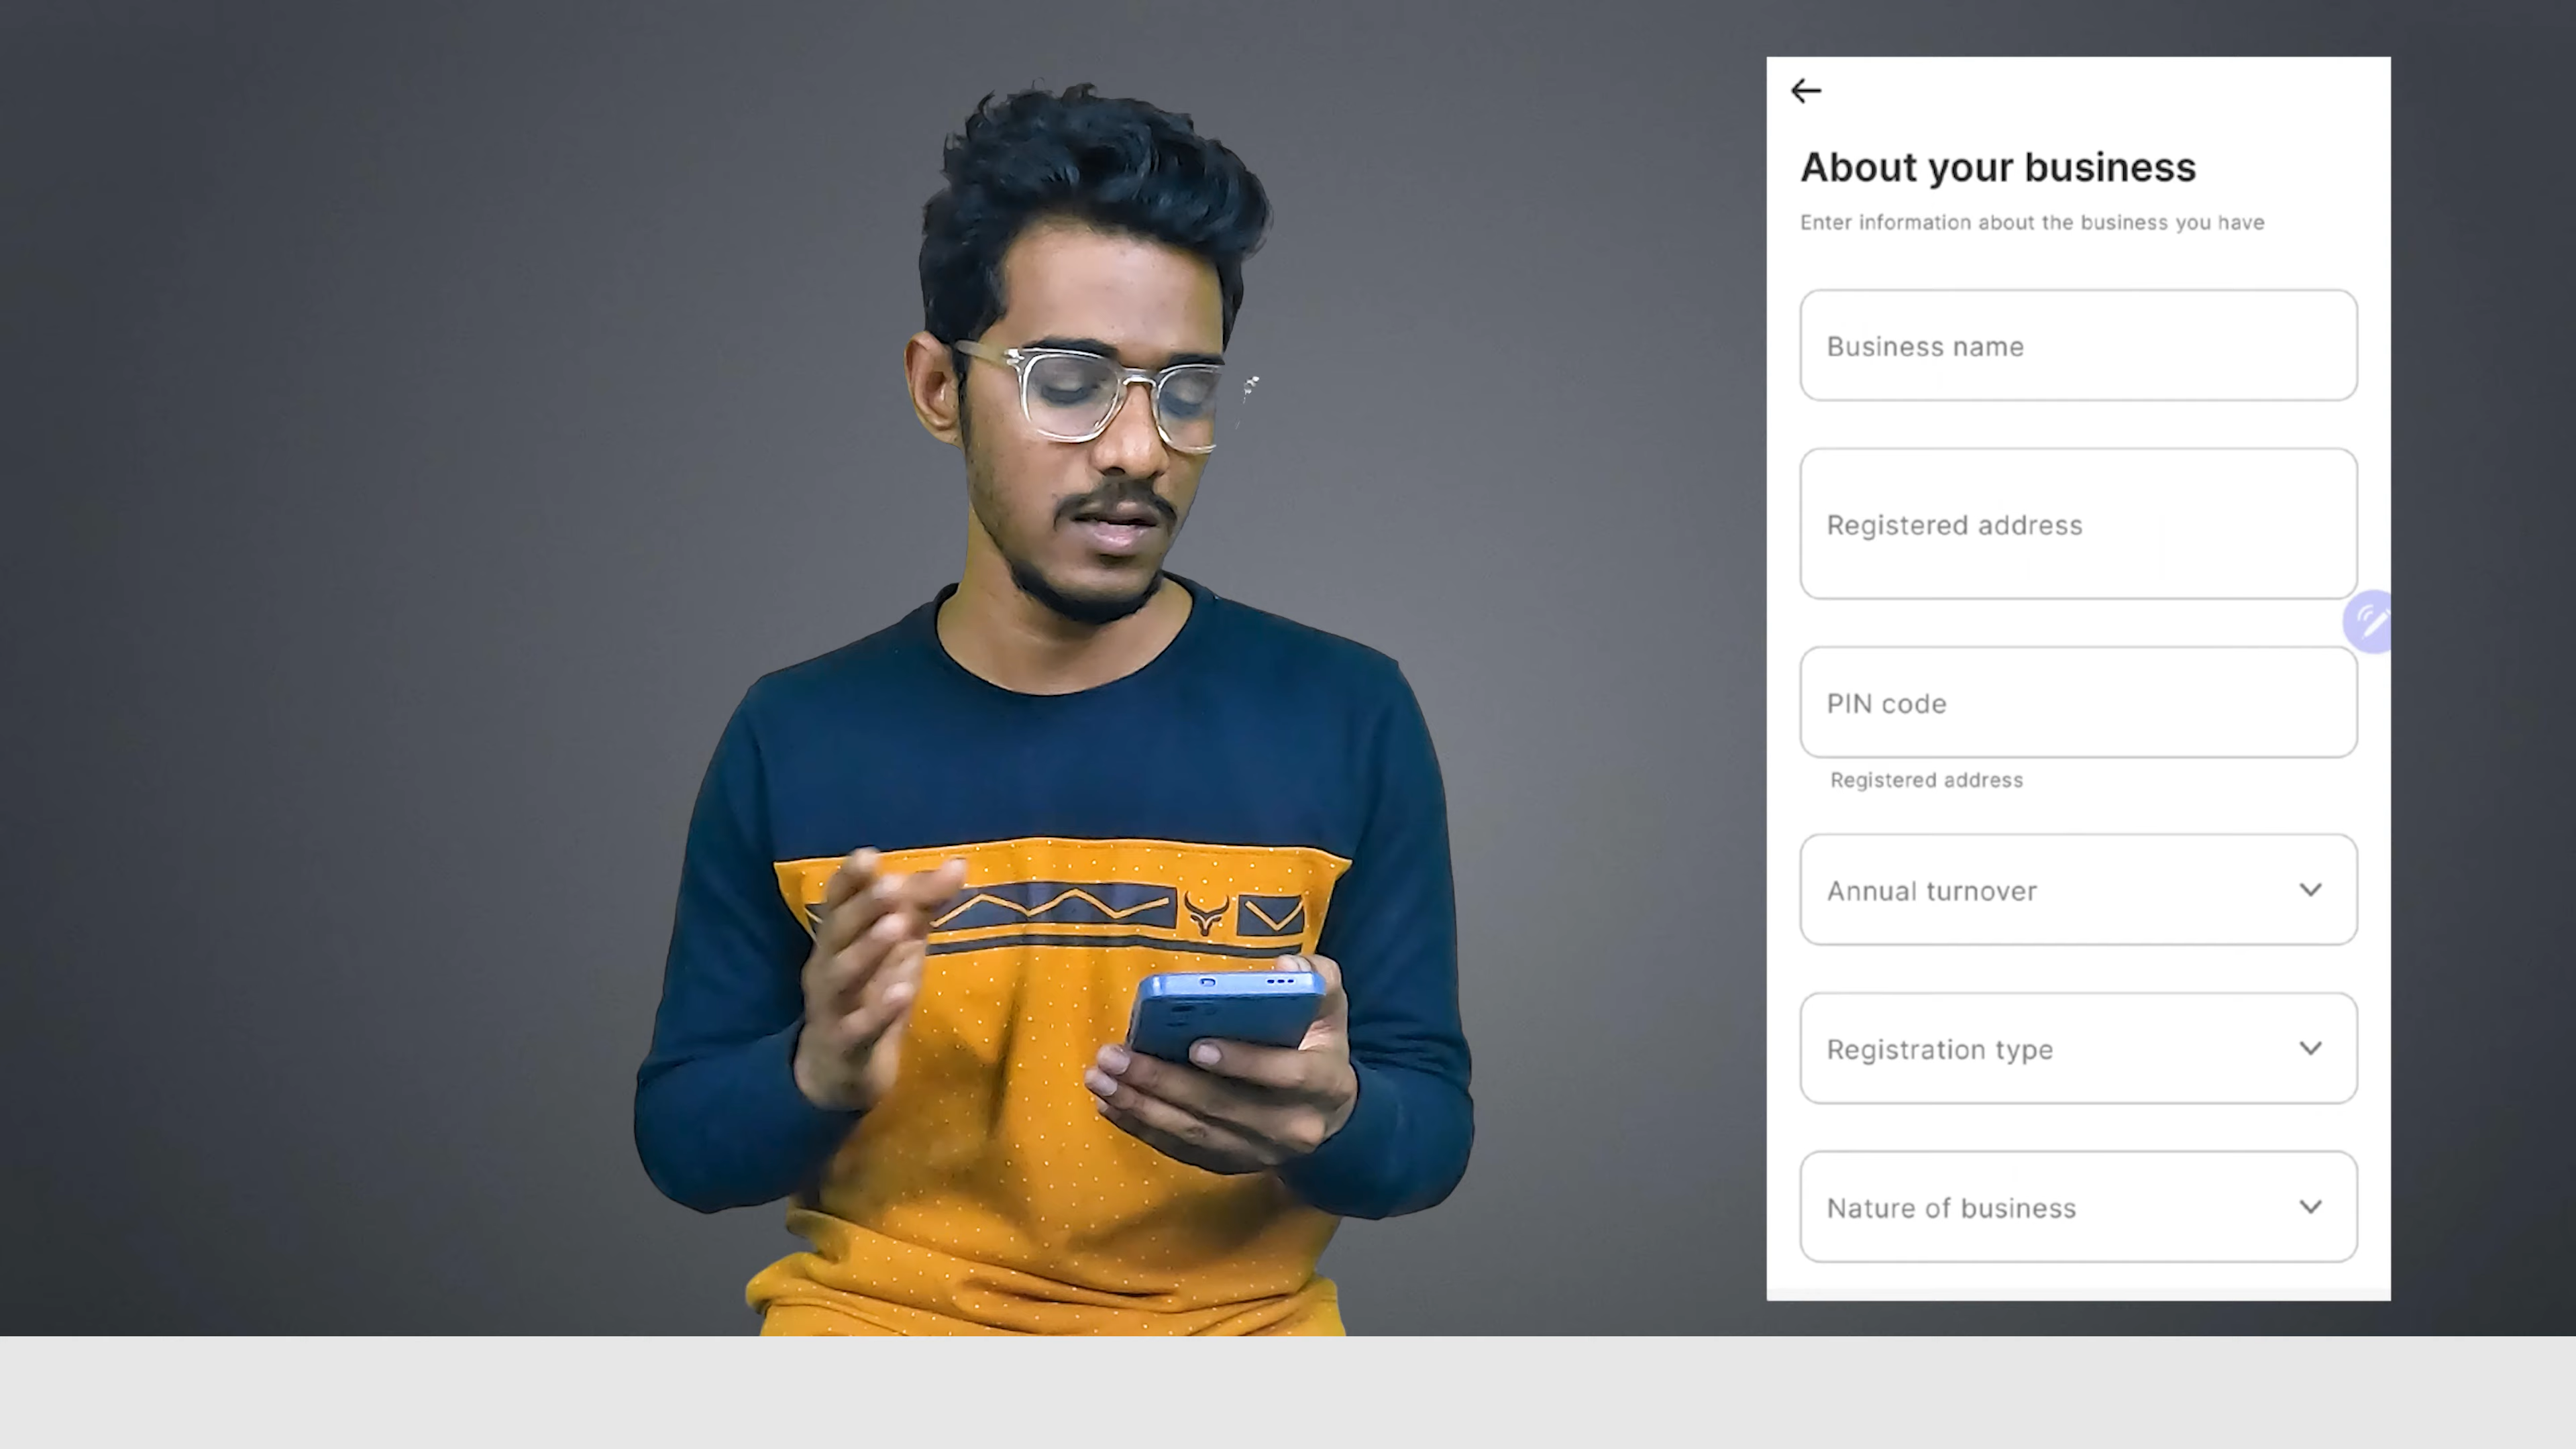 About your business
Enter information about the business you have
Business name
Registered address
PIN code
Registered address
Annual turnover
Registration type
Nature of business